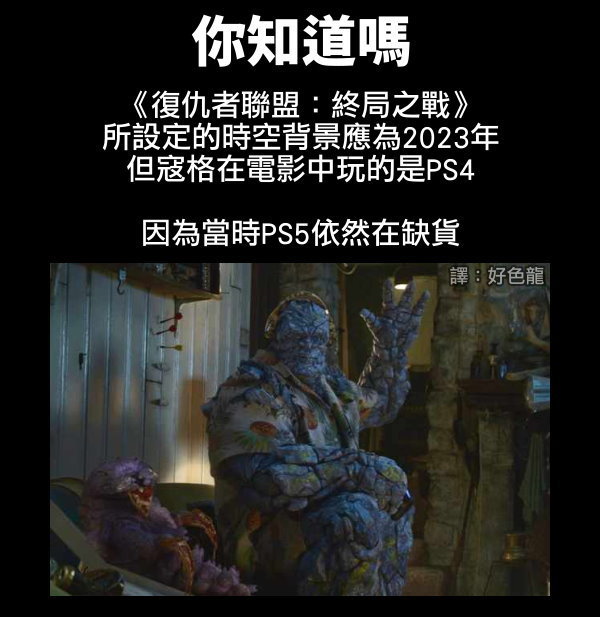 你知道嗎
《復仇者聯盟：終局之戰》
所設定的時空背景應為2023年
但寇格在電影中玩的是PS4
因為當時PS5依然在缺貨
譯：好色龍